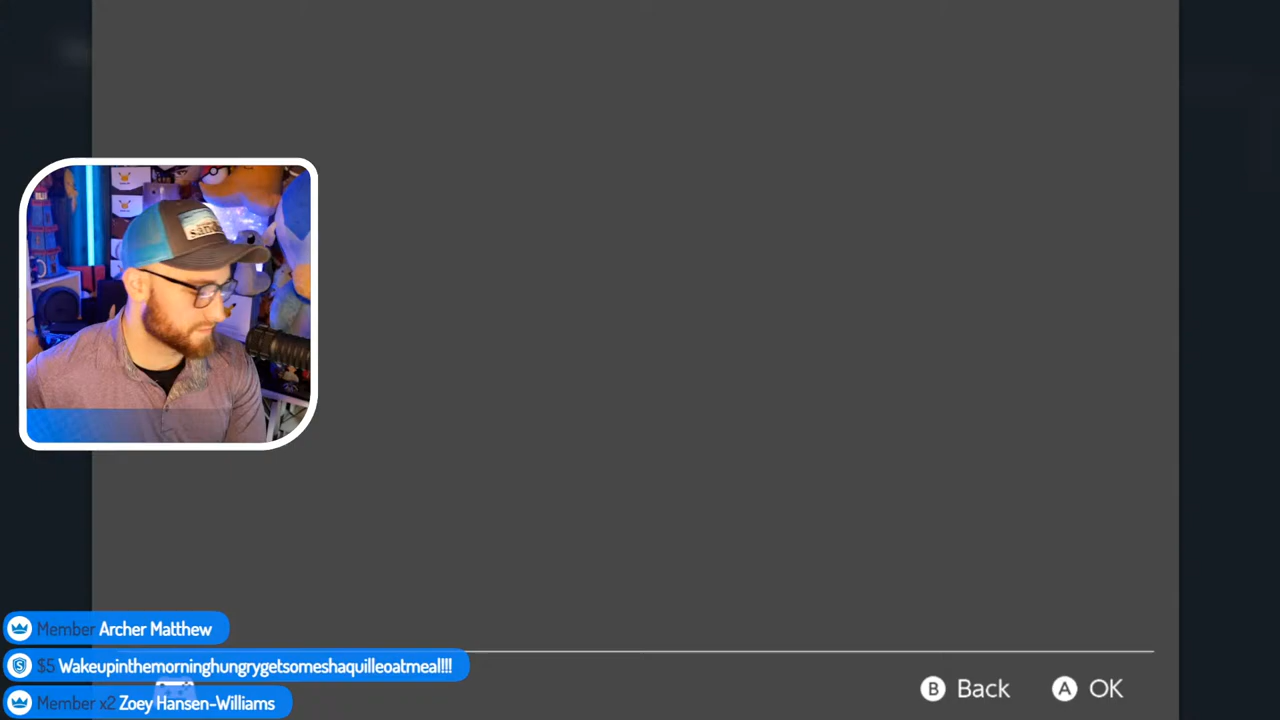 Member Archer Matthew
$5 Wakeupinthemorninghungrygetsomeshaquilleoatmeal!!!
Member x2 Zoey Hansen-Williams
B Back A OK